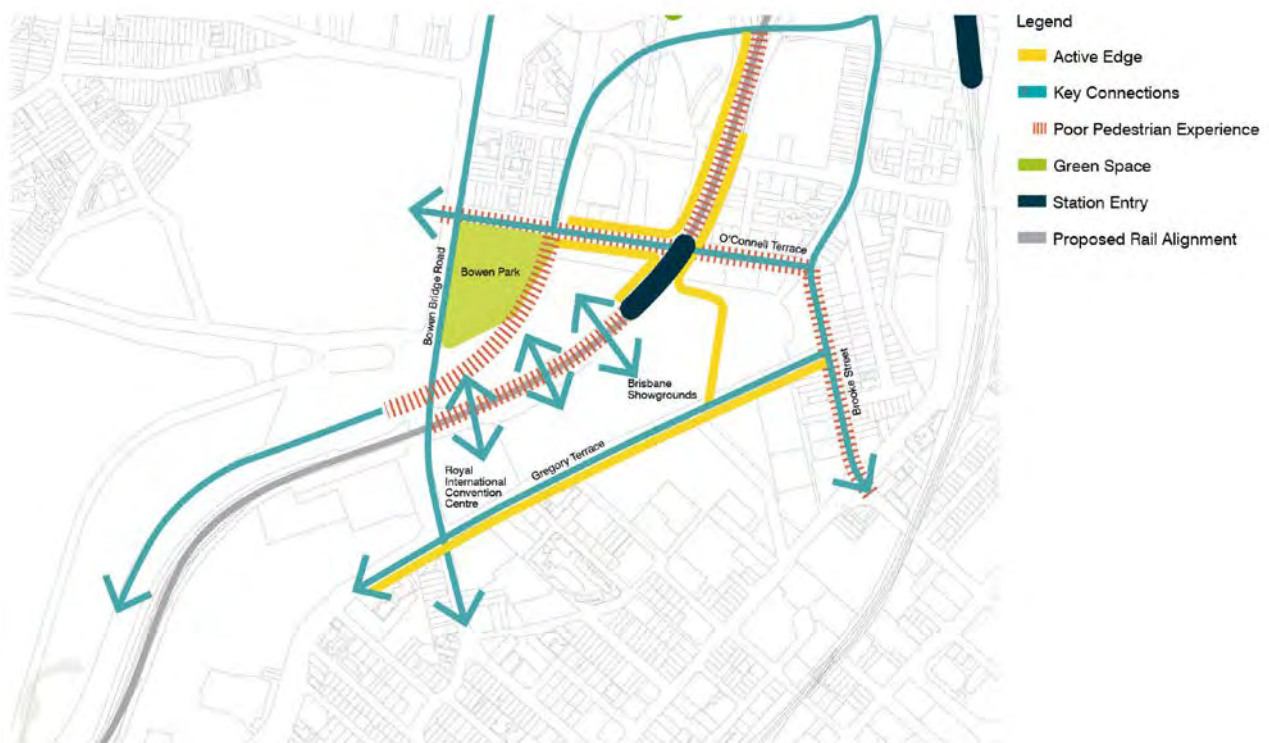 Legend
Active Edge
Key Connections
Poor Pedestrian Experience
Green Space
Station Entry
Proposed Rail Alignment
O'Connell Terrace
Bowen Park
Bowen Bridge Road
Brisbane
Showgrounds
Brooke Street
Gregory Terrace
Royal
International
Convention
Centre